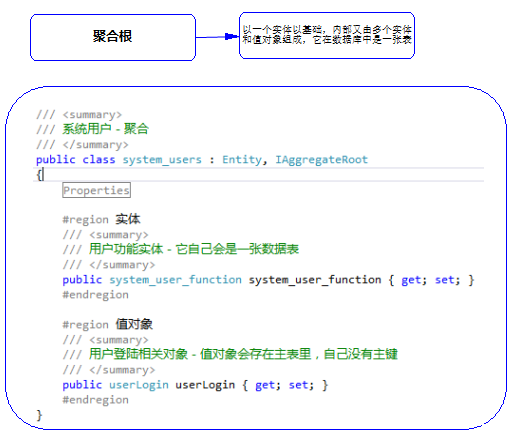 聚合根
以一个实体以基础，内部又由多个实体
和值对象组成，它在数据库中是一张表
/// <summary>
/// 系统用户 - 聚合
/// </summary>
public class system_users : Entity, IAggregateRoot
{
Properties
#region 实体
/// <summary>
/// 用户功能实体 - 它自己会是一张数据表
/// </summary>
public system_user_function system_user_function { get; set; }
#endregion
#region 值对象
/// <summary>
/// 用户登陆相关对象 - 值对象会存在主表里，自己没有主键
/// </summary>
public userLogin userLogin { get; set; }
#endregion
}